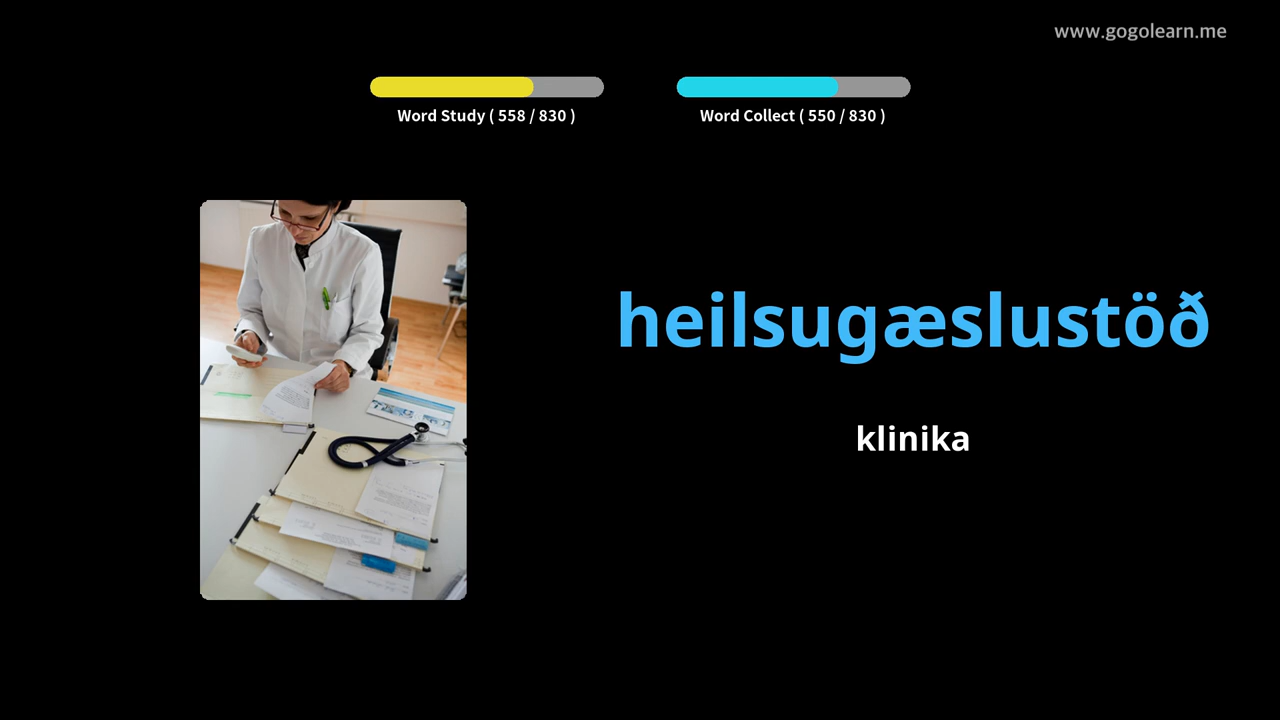 www.gogolearn.me
Word Study ( 558 / 830 )
Word Collect ( 550 / 830 )
heilsugæslustöð
klinika